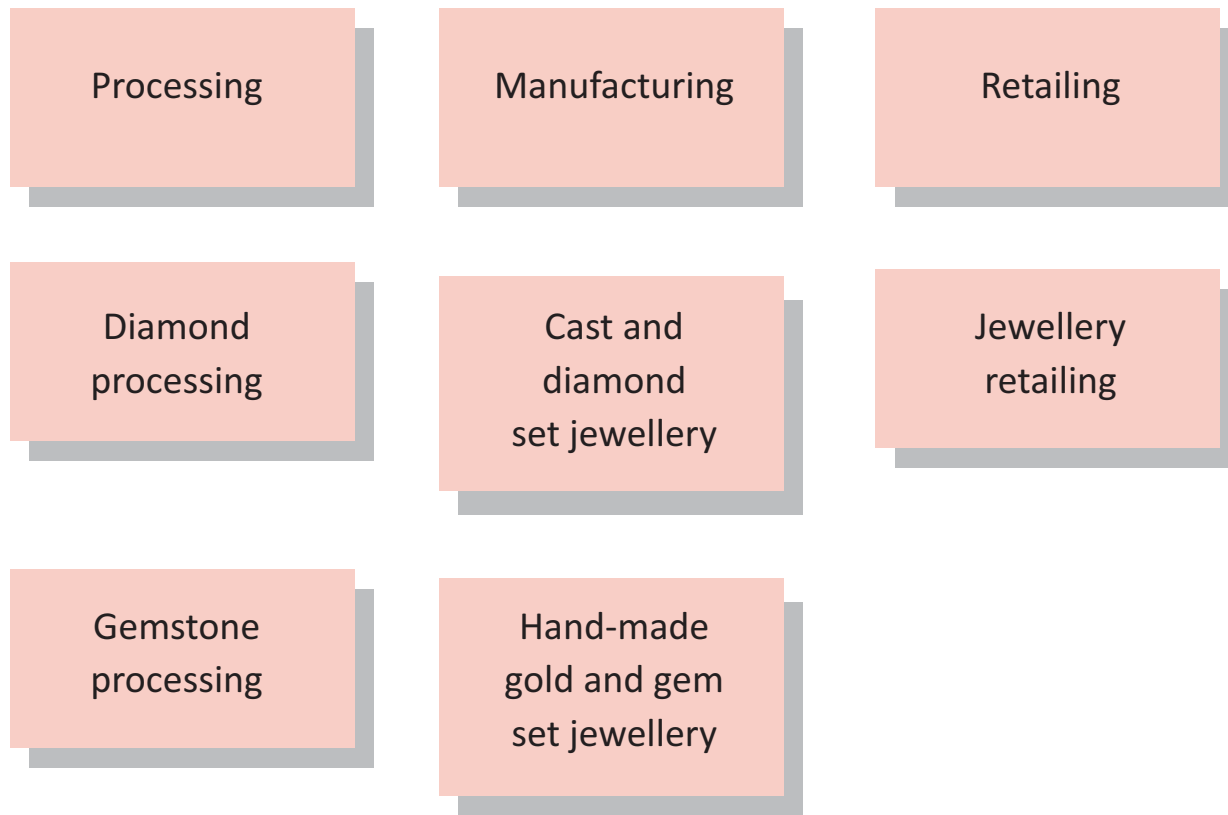 Processing
Manufacturing
Retailing
Diamond
processing
Cast and
diamond
set jewellery
Jewellery
retailing
Gemstone
processing
Hand-made
gold and gem
set jewellery